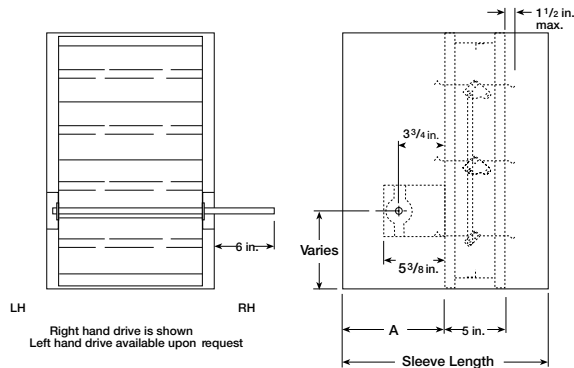 1 1/2 in.
max.
3 3/4 in.
6 in.
Varies
5 3/8 in.
LH
RH
A
5 in.
Right hand drive is shown
Left hand drive available upon request
Sleeve Length